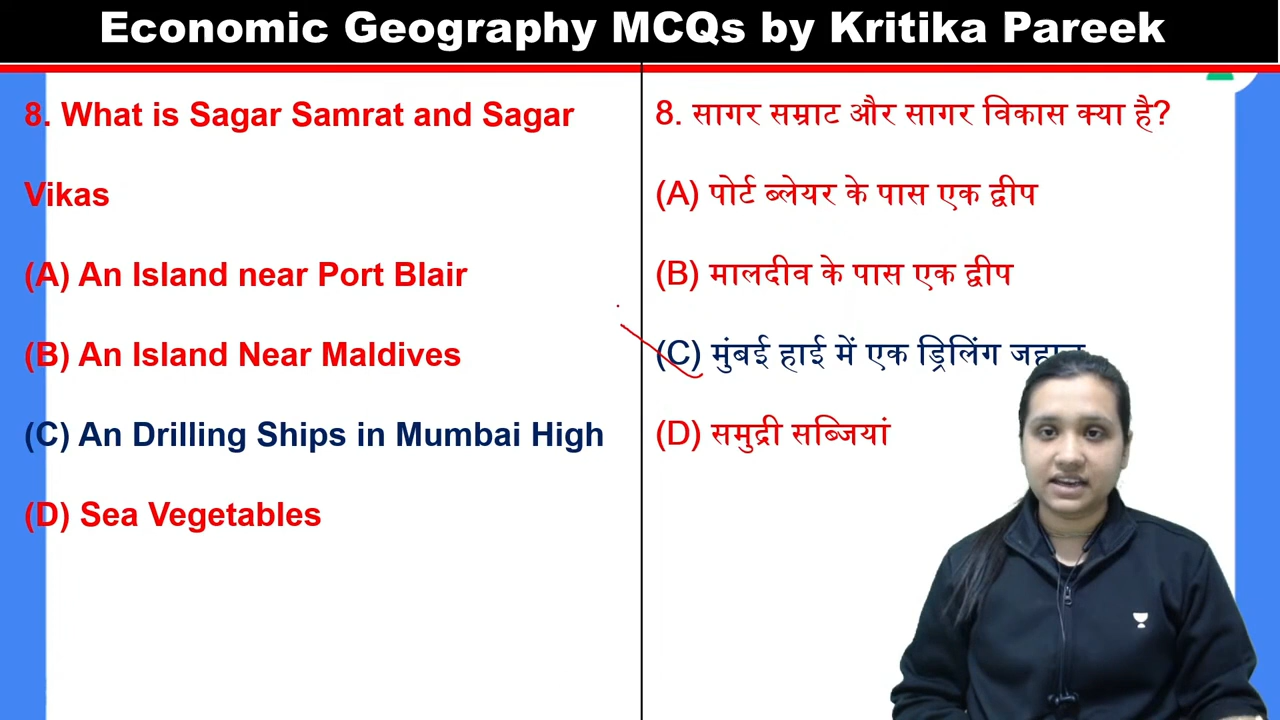 Economic Geography MCQs by Kritika Pareek
8. What is Sagar Samrat and Sagar
Vikas
(A) An Island near Port Blair
(B) An Island Near Maldives
(C) An Drilling Ships in Mumbai High
(D) Sea Vegetables
8. सागर सम्राट और सागर विकास क्या है?
(A) पोर्ट ब्लेयर के पास एक द्वीप
(B) मालदीव के पास एक द्वीप
(C) मुंबई हाई में एक ड्रिलिंग
(D) समुद्री सब्जियां